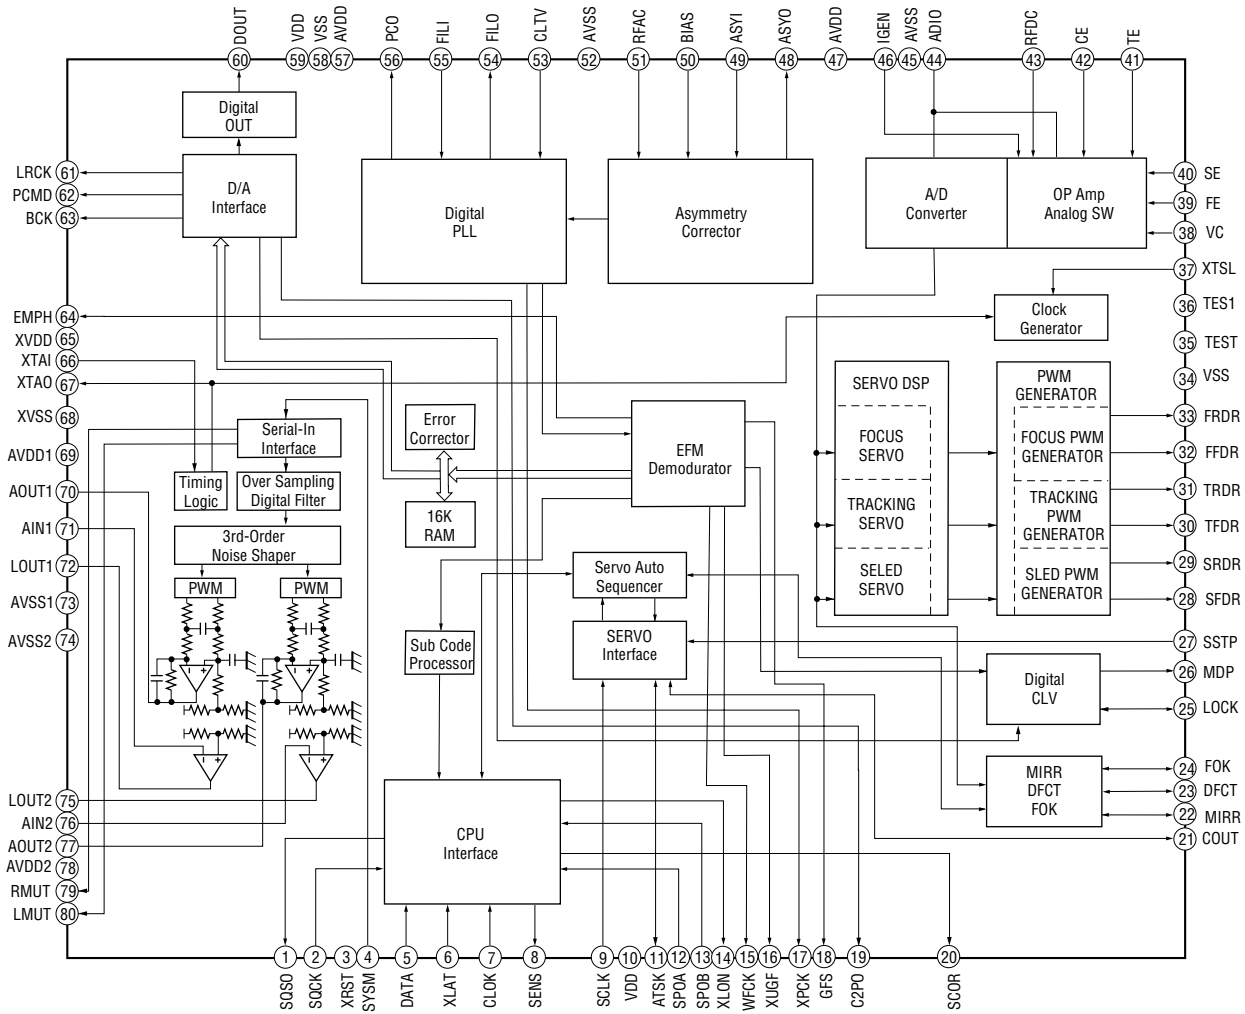 DOUT
VDD
VSS
AVDD
PCO
FILI
FILO
CLTV
AVSS
RFAC
BIAS
ASYI
ASYO
AVDD
IGEN
AVSS
ADIO
RFDC
CE
TE
60
59
58
57
56
55
54
53
52
51
50
49
48
47
46
45
44
43
42
41
LRCK 61
PCMD 62
BCK 63
EMPH 64
XVDD 65
XTAI 66
XTAO 67
XVSS 68
AVDD1 69
AOUT1 70
AIN1 71
LOUT1 72
AVSS1 73
AVSS2 74
LOUT2 75
AIN2 76
AOUT2 77
AVDD2 78
RMUT 79
LMUT 80
Digital
OUT
D/A
Interface
Digital
PLL
Asymmetry
Corrector
A/D
Converter
OP Amp
Analog SW
Clock
Generator
SERVO DSP
FOCUS
SERVO
TRACKING
SERVO
SELED
SERVO
PWM
GENERATOR
FOCUS PWM
GENERATOR
TRACKING
PWM
GENERATOR
SLED PWM
GENERATOR
Error
Corrector
16K
RAM
EFM
Demodurator
Serial-In
Interface
Timing
Logic
Over Sampling
Digital Filter
3rd-Order
Noise Shaper
PWM
PWM
− +
− +
− +
− +
Servo Auto
Sequencer
SERVO
Interface
Sub Code
Processor
Digital
CLV
MIRR
DFCT
FOK
CPU
Interface
40 SE
39 FE
38 VC
37 XTSL
36 TES1
35 TEST
34 VSS
33 FRDR
32 FFDR
31 TRDR
30 TFDR
29 SRDR
28 SFDR
27 SSTP
26 MDP
25 LOCK
24 FOK
23 DFCT
22 MIRR
21 COUT
1
2
3
4
5
6
7
8
9
10
11
12
13
14
15
16
17
18
19
20
SQSO
SQCK
XRST
SYSM
DATA
XLAT
CLOK
SENS
SCLK
VDD
ATSK
SPOA
SPOB
XLON
WFCK
XUGF
XPCK
GFS
C2PO
SCOR